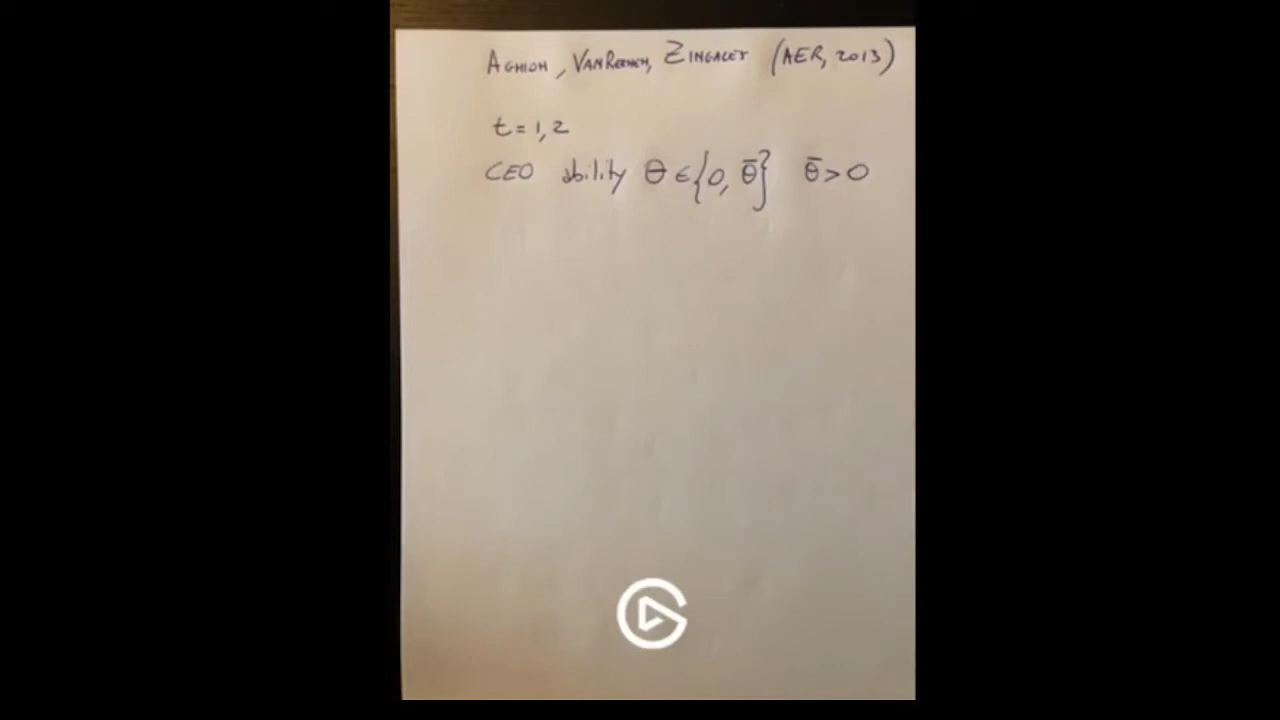 AGHION, VANREENEN, ZINGALES (AER, 2013)
t = 1, 2
CEO ability θ ∈ {0, θ̄} θ̄ > 0